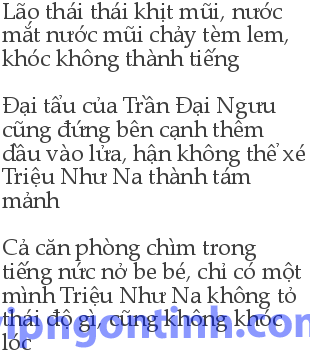 Lão thái thái khịt mũi, nước
mắt nước mũi chảy tèm lem,
khóc không thành tiếng
Đại tẩu của Trần Đại Ngưu
cũng đứng bên cạnh thêm
dầu vào lửa, hận không thể xé
Triệu Như Na thành tám
mảnh
Cả căn phòng chìm trong
tiếng nức nở be bé, chỉ có một
mình Triệu Như Na không tỏ
thái độ gì, cũng không khóc
lóc
ipngontinh.com